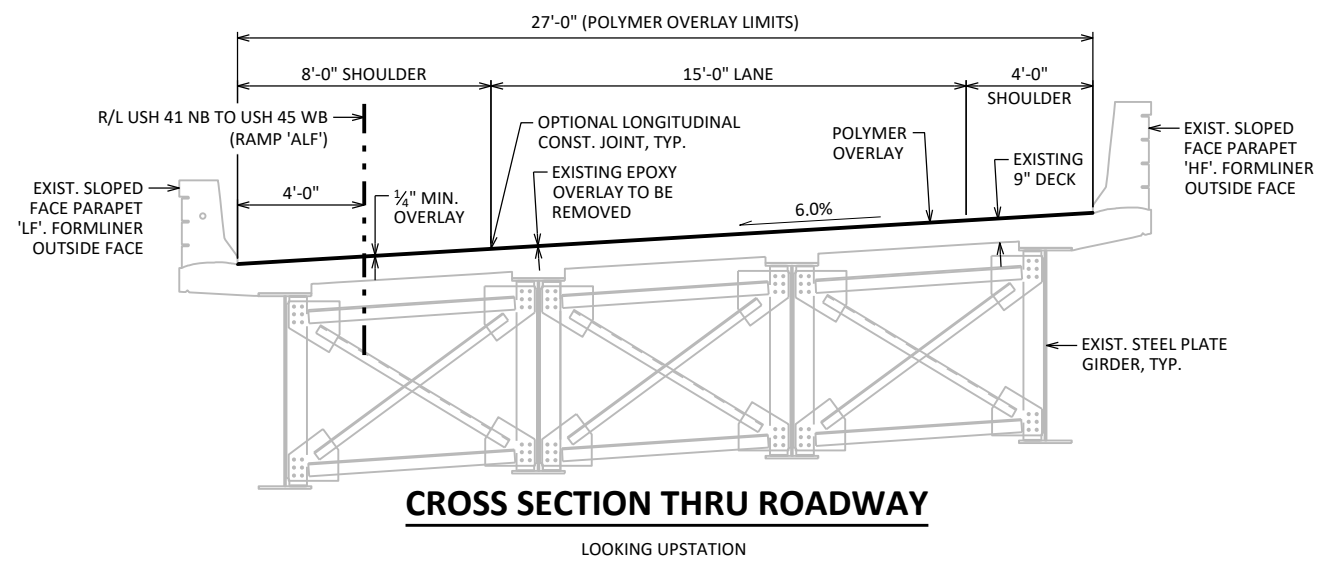 27'-0" (POLYMER OVERLAY LIMITS)
8'-0" SHOULDER
15'-0" LANE
4'-0"
SHOULDER
R/L USH 41 NB TO USH 45 WB
(RAMP 'ALF')
OPTIONAL LONGITUDINAL
CONST. JOINT, TYP.
POLYMER
OVERLAY
EXIST. SLOPED
FACE PARAPET
'HF'. FORMLINER
OUTSIDE FACE
EXISTING
9" DECK
EXISTING EPOXY
OVERLAY TO BE
REMOVED
EXIST. SLOPED
FACE PARAPET
'LF'. FORMLINER
OUTSIDE FACE
4'-0"
¼" MIN.
OVERLAY
6.0%
EXIST. STEEL PLATE
GIRDER, TYP.
CROSS SECTION THRU ROADWAY
LOOKING UPSTATION